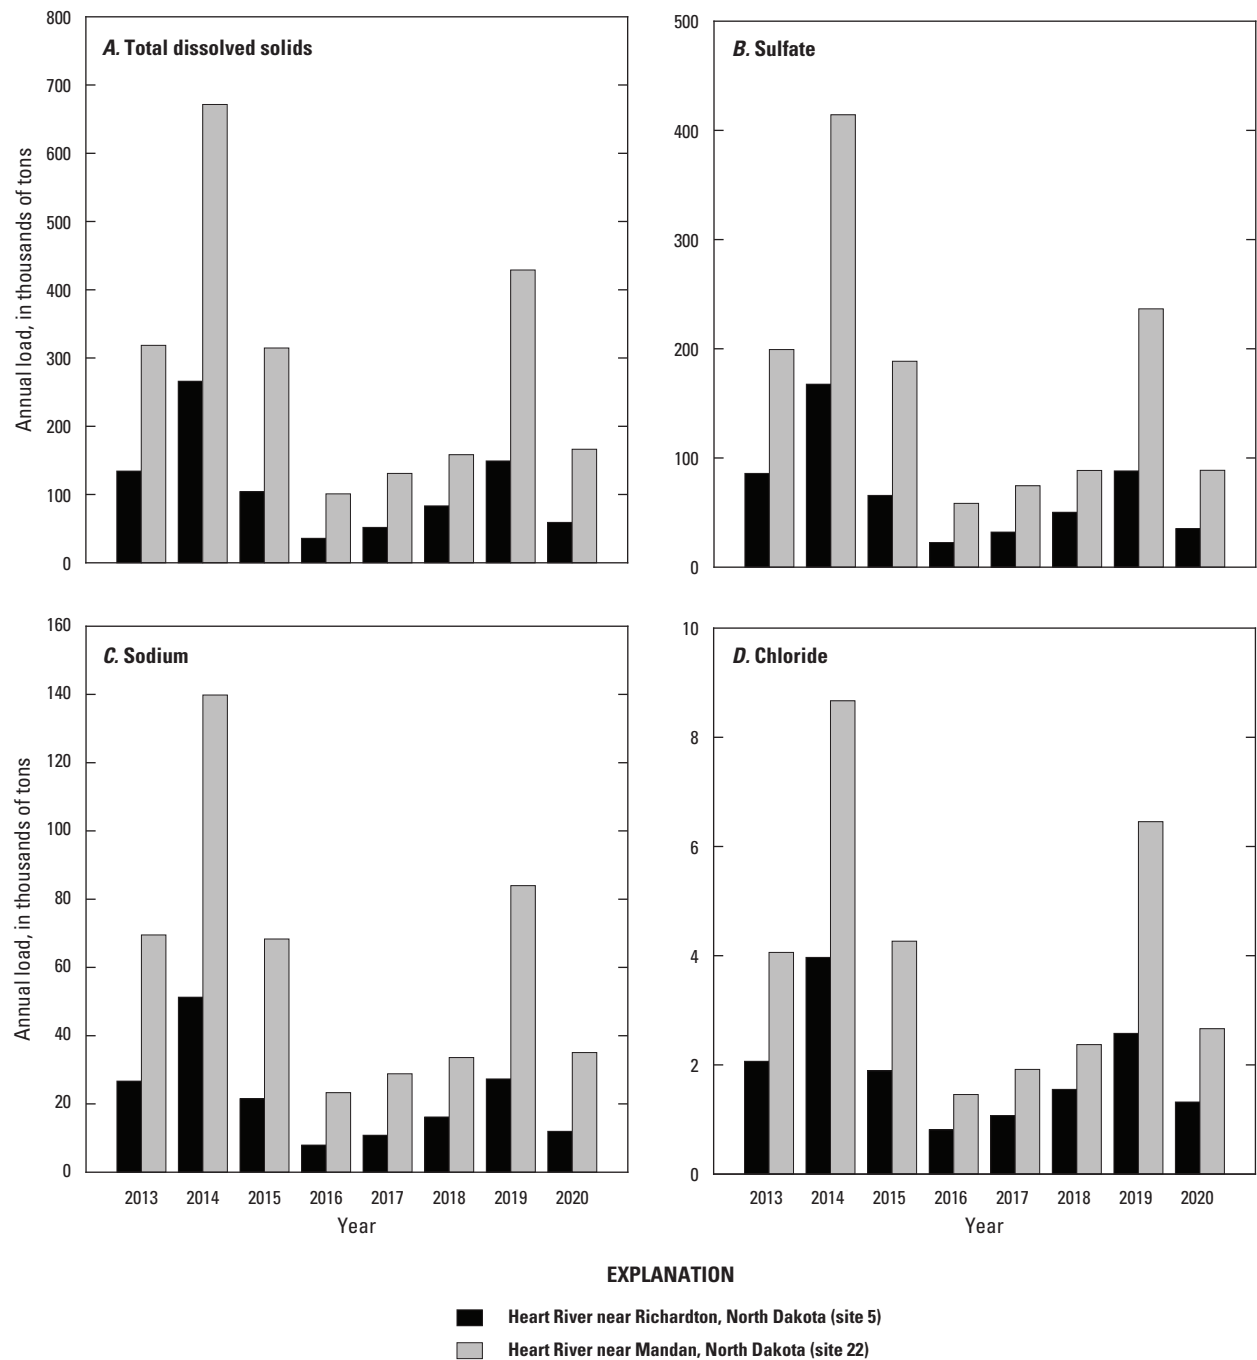 A. Total dissolved solids
Annual load, in thousands of tons
800
700
600
500
400
300
200
100
0
B. Sulfate
500
400
300
200
100
0
C. Sodium
Annual load, in thousands of tons
160
140
120
100
80
60
40
20
0
2013 2014 2015 2016 2017 2018 2019 2020
Year
D. Chloride
10
8
6
4
2
0
2013 2014 2015 2016 2017 2018 2019 2020
Year
EXPLANATION
Heart River near Richardton, North Dakota (site 5)
Heart River near Mandan, North Dakota (site 22)